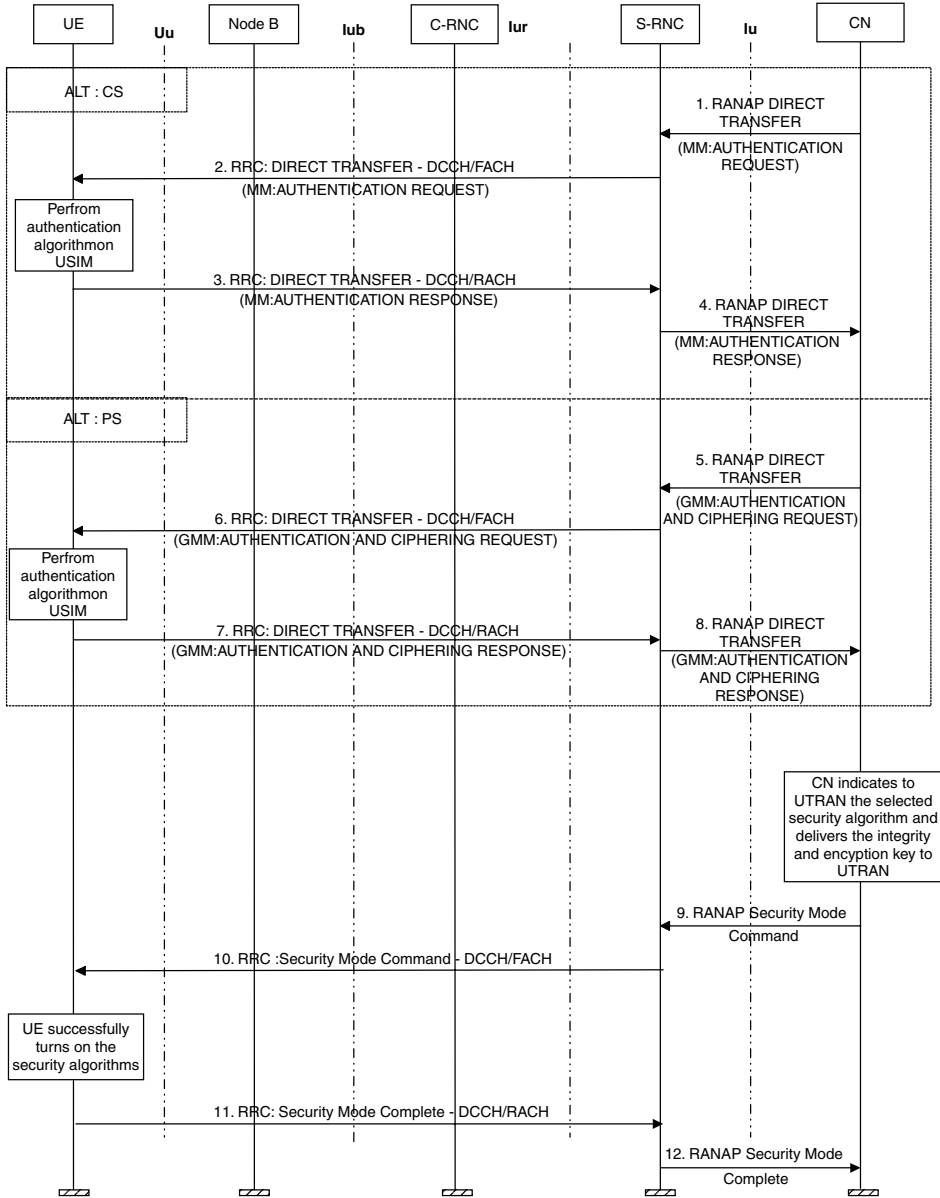 UE
Uu
Node B
Iub
C-RNC
Iur
S-RNC
Iu
CN
ALT : CS
1. RANAP DIRECT
TRANSFER
(MM:AUTHENTICATION
REQUEST)
2. RRC: DIRECT TRANSFER - DCCH/FACH
(MM:AUTHENTICATION REQUEST)
Perfrom
authentication
algorithmon
USIM
3. RRC: DIRECT TRANSFER - DCCH/RACH
(MM:AUTHENTICATION RESPONSE)
4. RANAP DIRECT
TRANSFER
(MM:AUTHENTICATION
RESPONSE)
ALT : PS
5. RANAP DIRECT
TRANSFER
(GMM:AUTHENTICATION
AND CIPHERING REQUEST)
6. RRC: DIRECT TRANSFER - DCCH/FACH
(GMM:AUTHENTICATION AND CIPHERING REQUEST)
Perfrom
authentication
algorithmon
USIM
7. RRC: DIRECT TRANSFER - DCCH/RACH
(GMM:AUTHENTICATION AND CIPHERING RESPONSE)
8. RANAP DIRECT
TRANSFER
(GMM:AUTHENTICATION
AND CIPHERING
RESPONSE)
CN indicates to
UTRAN the selected
security algorithm and
delivers the integrity
and encyption key to
UTRAN
9. RANAP Security Mode
Command
10. RRC :Security Mode Command - DCCH/FACH
UE successfully
turns on the
security algorithms
11. RRC: Security Mode Complete - DCCH/RACH
12. RANAP Security Mode
Complete